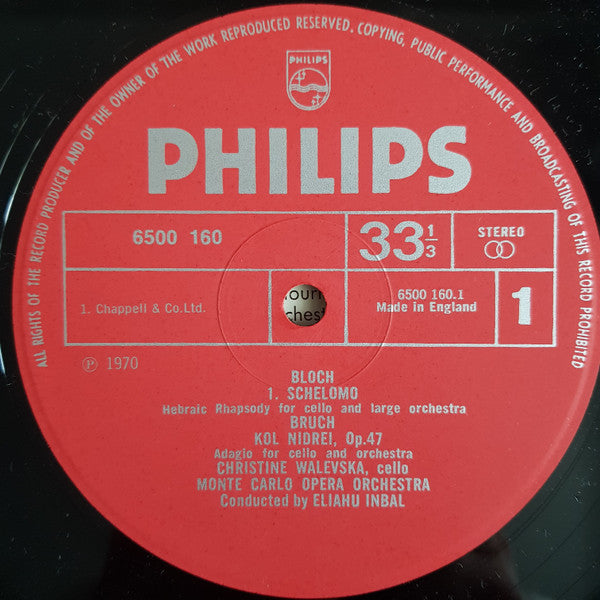 ALL RIGHTS OF THE RECORD PRODUCER AND OF THE OWNER OF THE WORK REPRODUCED RESERVED. COPYING, PUBLIC PERFORMANCE AND BROADCASTING OF THIS RECORD PROHIBITED
PHILIPS
PHILIPS
6500 160
33⅓
STEREO
1. Chappell & Co.Ltd.
6500 160.1
Made in England
1
℗ 1970
BLOCH
1. SCHELOMO
Hebraic Rhapsody for cello and large orchestra
BRUCH
KOL NIDREI, Op.47
Adagio for cello and orchestra
CHRISTINE WALEVSKA, cello
MONTE CARLO OPERA ORCHESTRA
Conducted by ELIAHU INBAL